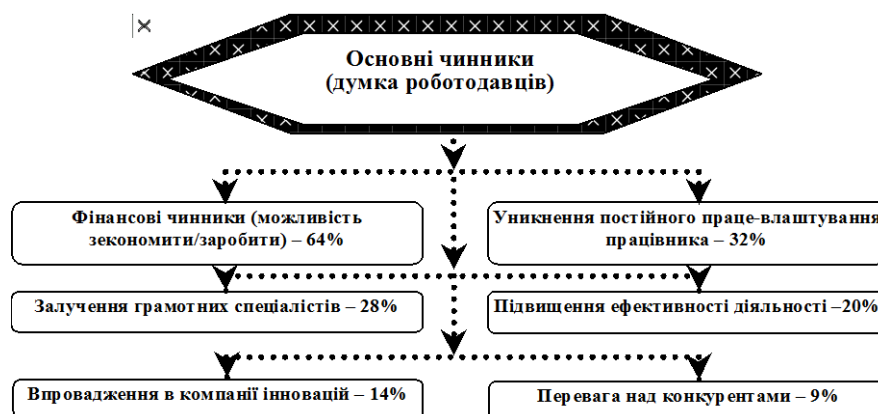 Основні чинники
(думка роботодавців)
Фінансові чинники (можливість
зекономити/заробити) – 64%
Уникнення постійного праце-влаштування
працівника – 32%
Залучення грамотних спеціалістів – 28%
Підвищення ефективності діяльності –20%
Впровадження в компанії інновацій – 14%
Перевага над конкурентами – 9%